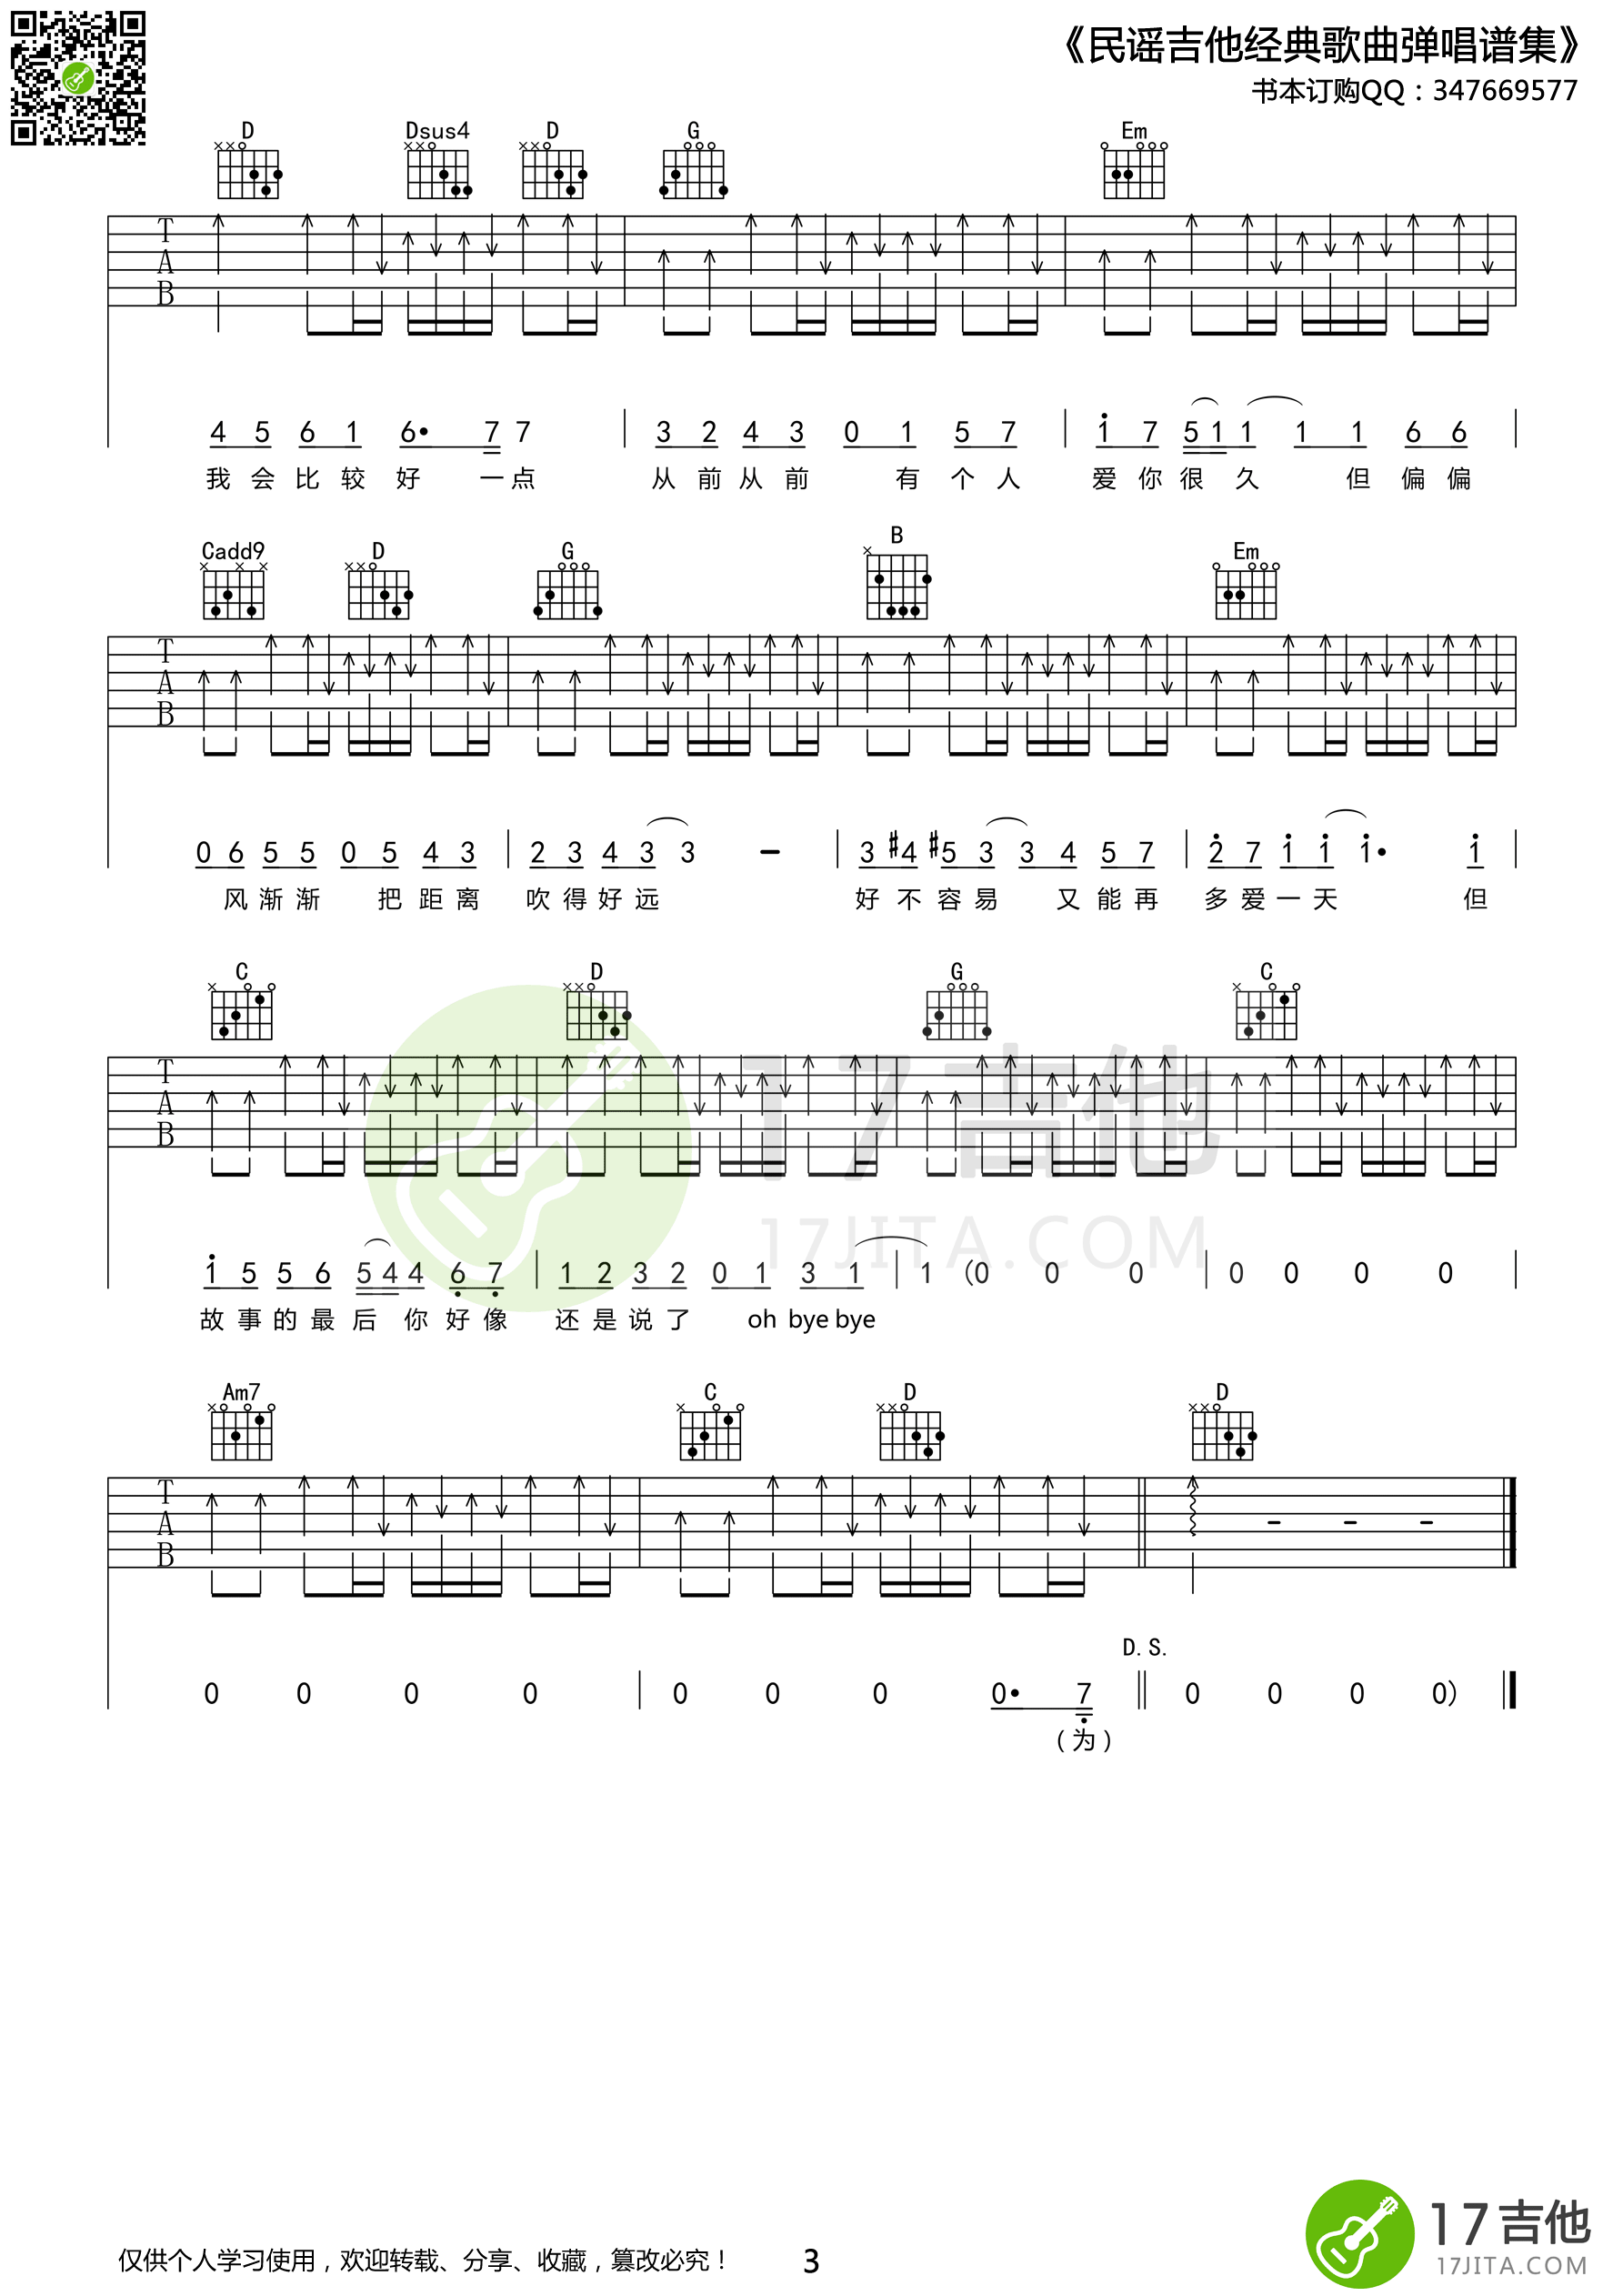 《民谣吉他经典歌曲弹唱谱集》
书本订购QQ：347669577
D Dsus4 D G Em
T
A
B
4 5 6 1 6· 7 7 | 3 2 4 3 0 1 5 7 | 1 7 5 1 1 1 1 6 6
我 会 比 较 好 一 点 从 前 从 前 有 个 人 爱 你 很 久 但 偏 偏
Cadd9 D G B Em
T
A
B
0 6 5 5 0 5 4 3 | 2 3 4 3 3 - | 3 #4 #5 3 3 4 5 7 | 2 7 1 1 1· 1
风 渐 渐 把 距 离 吹 得 好 远 好 不 容 易 又 能 再 多 爱 一 天 但
C D G C
T
A
B
1 5 5 6 5 4 4 6 7 | 1 2 3 2 0 1 3 1 | 1 (0 0 0 | 0 0 0 0
故 事 的 最 后 你 好 像 还 是 说 了 oh bye bye
17吉他
17JITA.COM
Am7 C D D
T
A
B
D.S.
0 0 0 0 | 0 0 0 0· 7 || 0 0 0 0)
（为）
仅供个人学习使用，欢迎转载、分享、收藏，篡改必究！ 3
17吉他
17JITA.COM